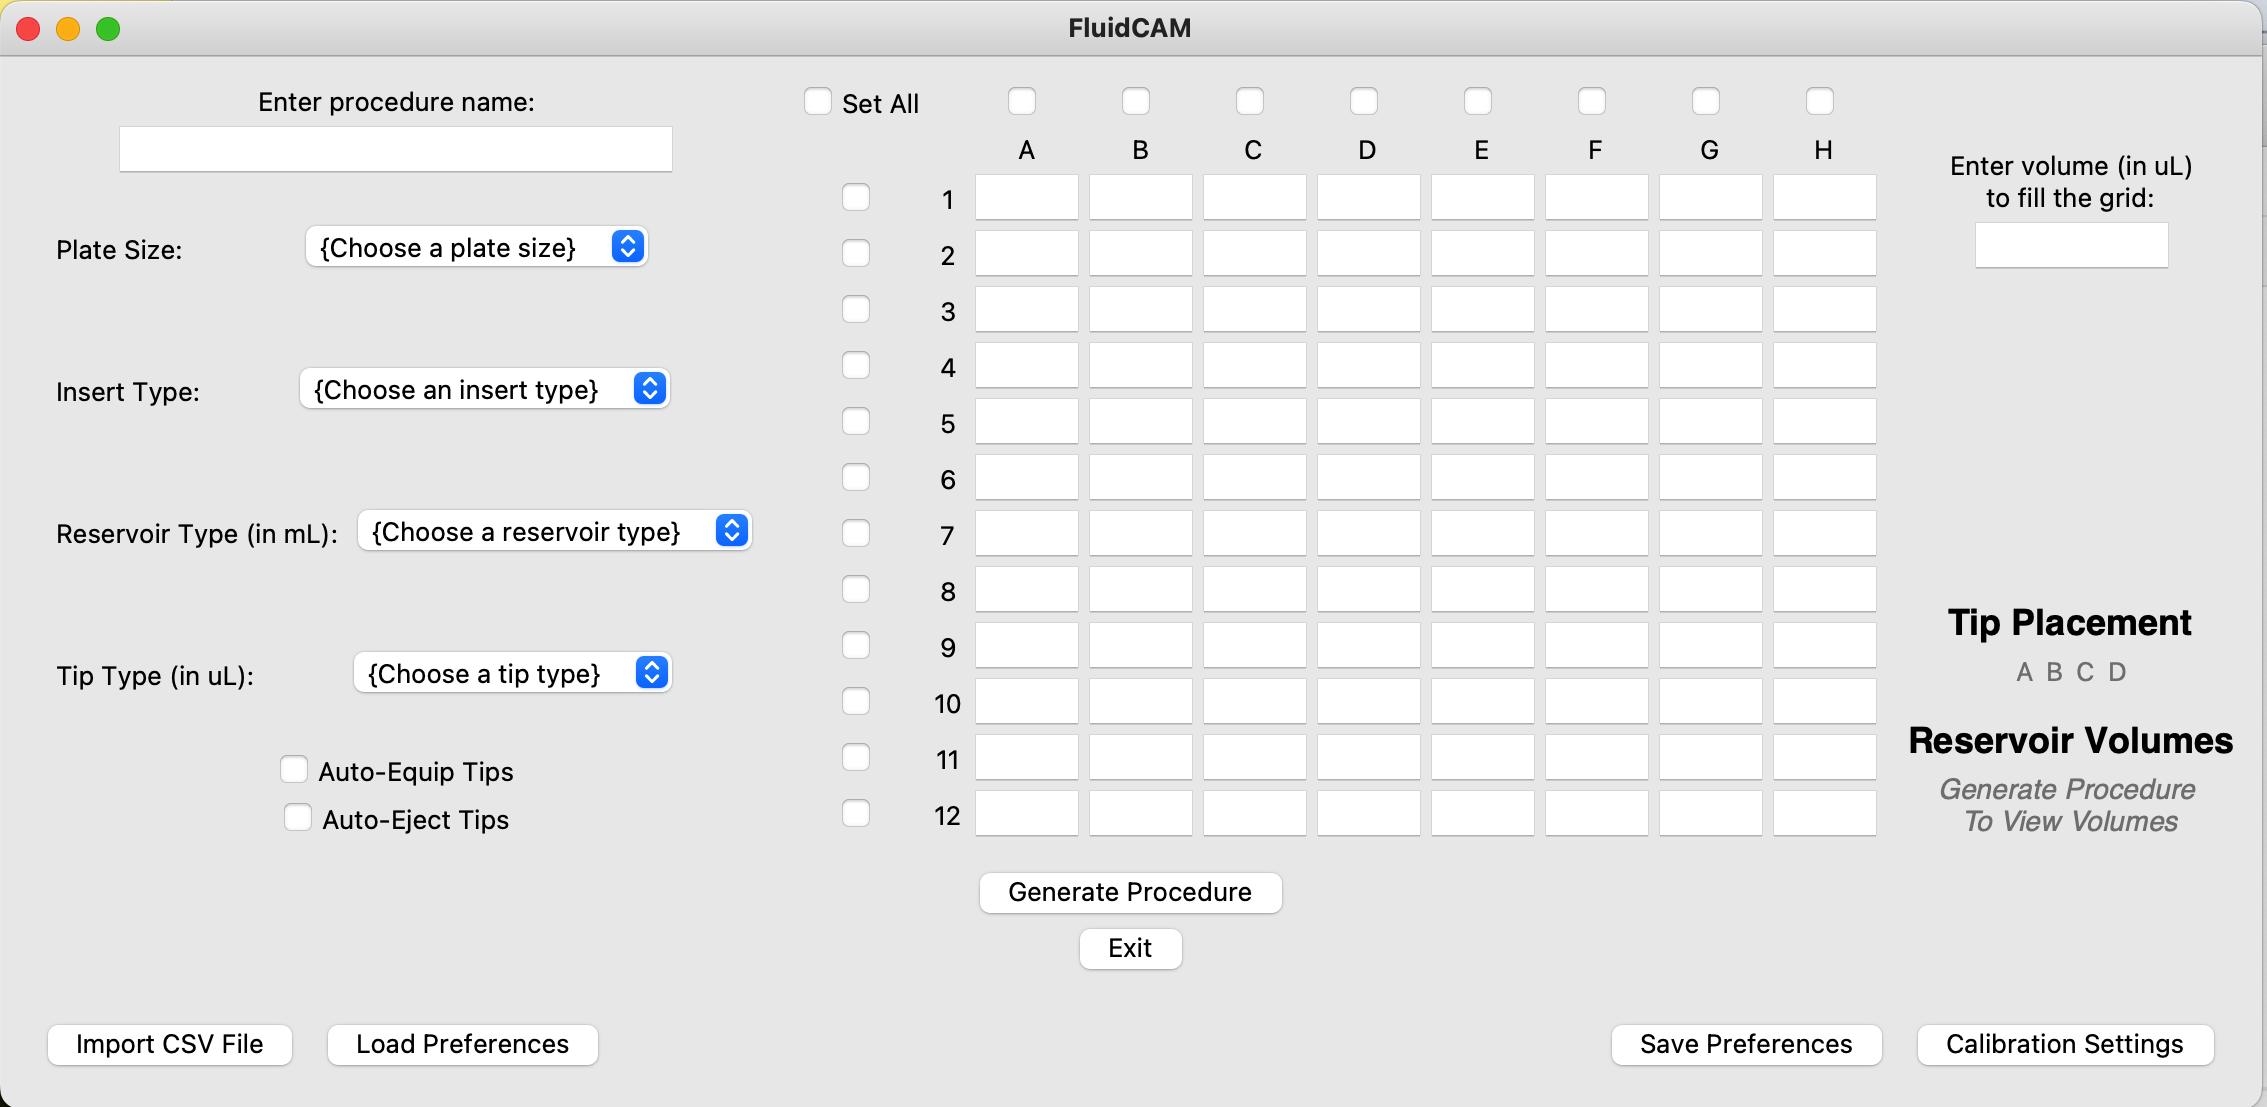 FluidCAM
Enter procedure name:
Set All
A B C D E F G H
Enter volume (in uL)
to fill the grid:
Plate Size:
{Choose a plate size}
Insert Type:
{Choose an insert type}
Reservoir Type (in mL):
{Choose a reservoir type}
Tip Type (in uL):
{Choose a tip type}
Auto-Equip Tips
Auto-Eject Tips
1
2
3
4
5
6
7
8
9
10
11
12
Tip Placement
A B C D
Reservoir Volumes
Generate Procedure
To View Volumes
Generate Procedure
Exit
Import CSV File
Load Preferences
Save Preferences
Calibration Settings